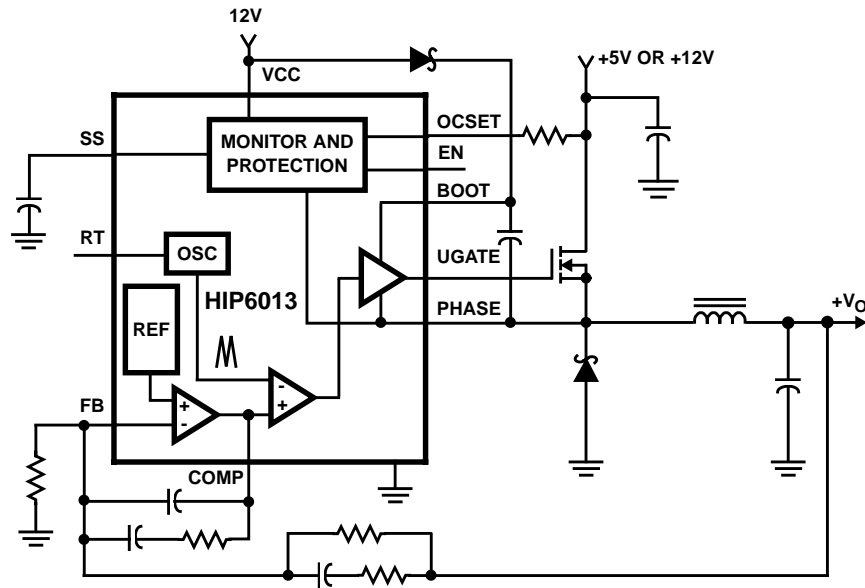 12V
VCC
+5V OR +12V
SS
MONITOR AND
PROTECTION
OCSET
EN
BOOT
RT
OSC
UGATE
HIP6013
PHASE
+VO
REF
FB
+
-
-
+
COMP